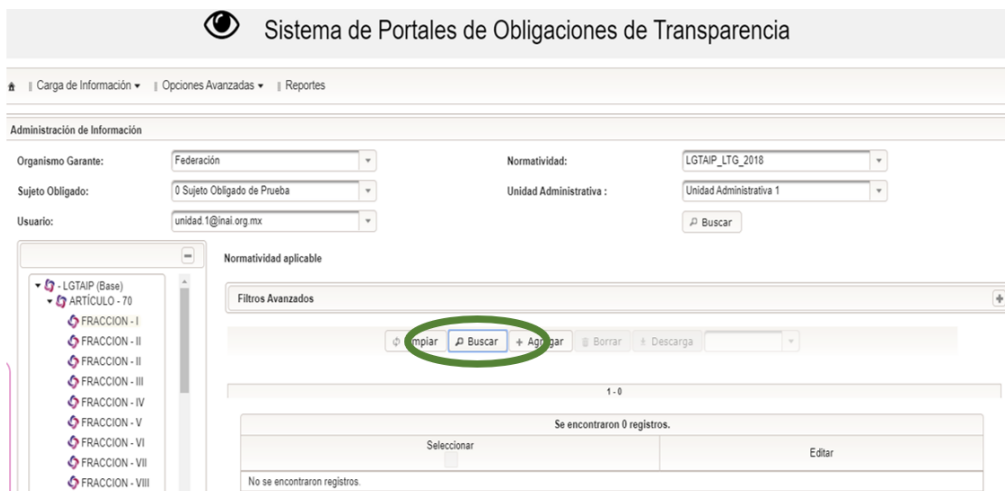 Sistema de Portales de Obligaciones de Transparencia
Carga de Información
Opciones Avanzadas
Reportes
Administración de Información
Organismo Garante: Federación Normatividad: LGTAIP_LTG_2018
Sujeto Obligado: 0 Sujeto Obligado de Prueba Unidad Administrativa : Unidad Administrativa 1
Usuario: unidad.1@inai.org.mx Buscar
Normatividad aplicable
- LGTAIP (Base)
ARTÍCULO - 70
FRACCION - I
FRACCION - II
FRACCION - II
FRACCION - III
FRACCION - IV
FRACCION - V
FRACCION - VI
FRACCION - VII
FRACCION - VIII
Filtros Avanzados
Buscar Borrar Descarga
1 - 0
Se encontraron 0 registros.
Seleccionar Editar
No se encontraron registros.